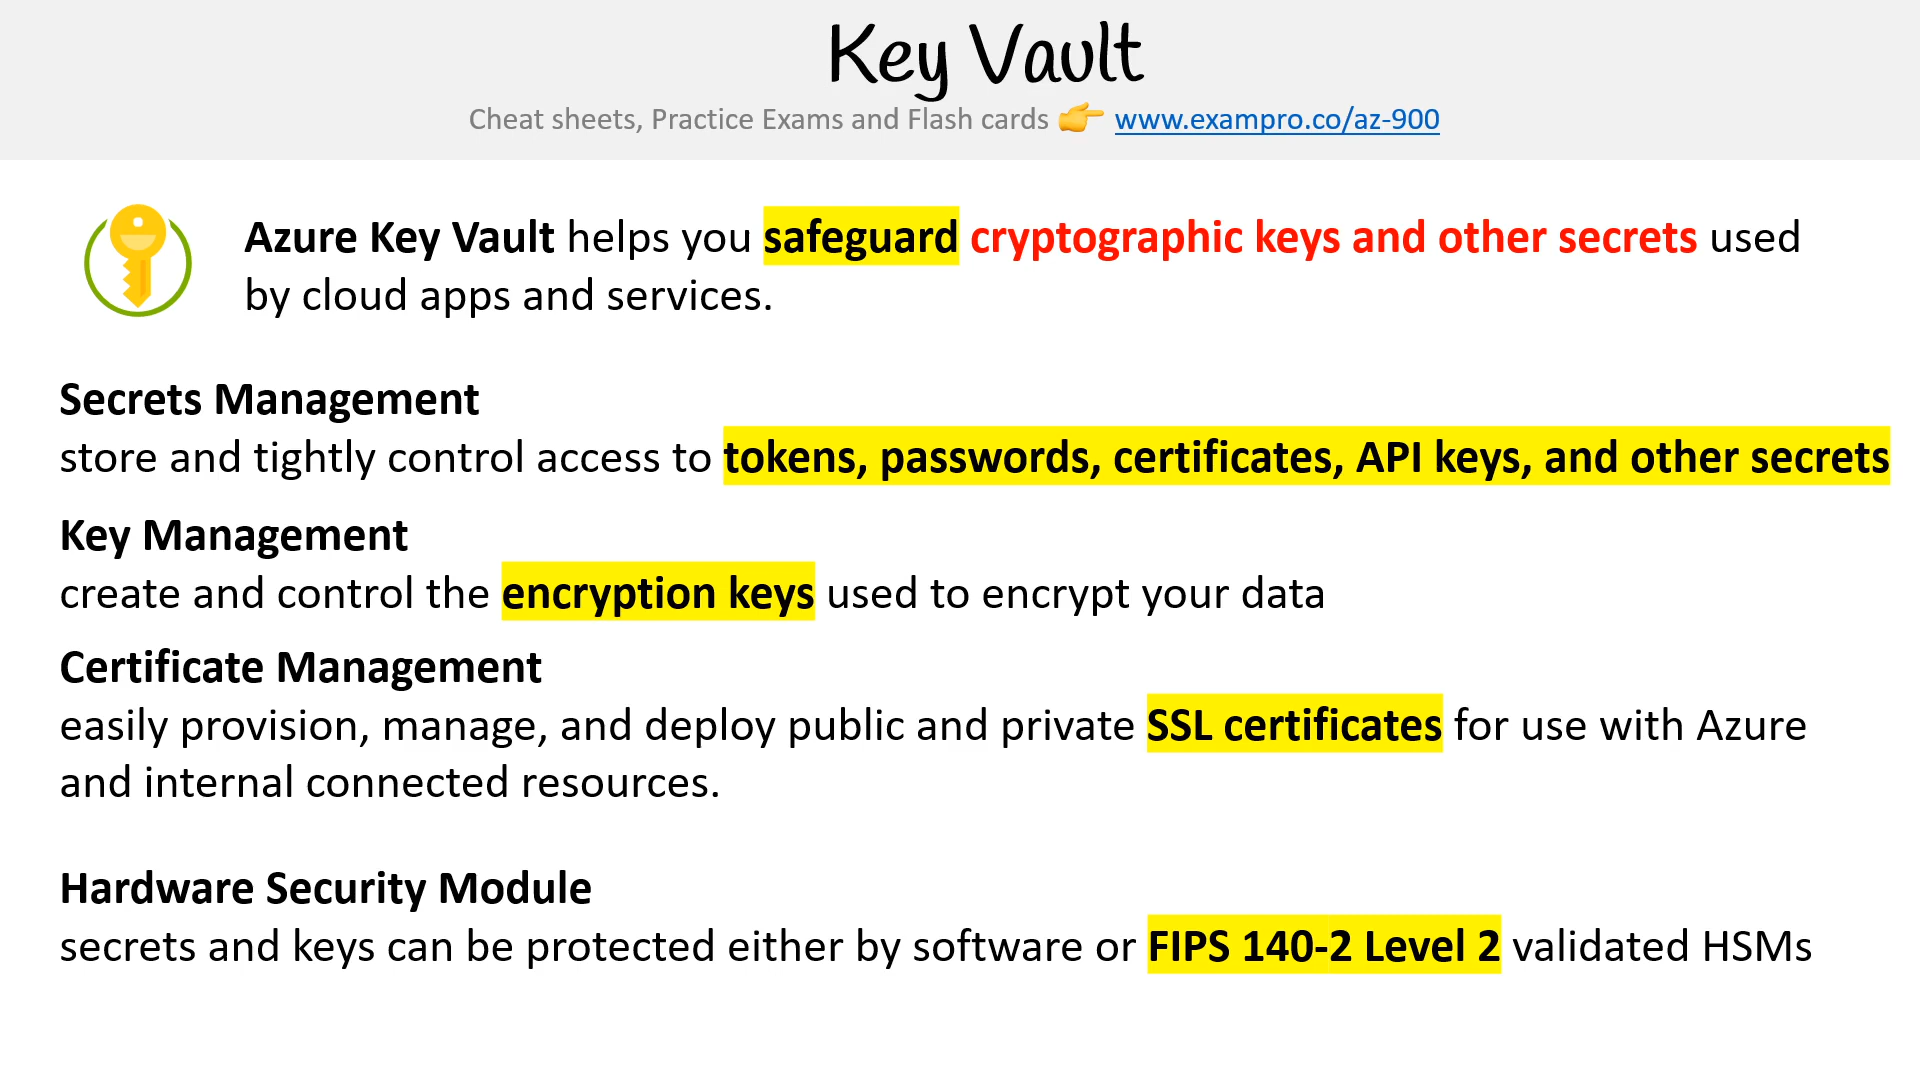 Key Vault
Cheat sheets, Practice Exams and Flash cards 👉 www.exampro.co/az-900
Azure Key Vault helps you safeguard cryptographic keys and other secrets used
by cloud apps and services.
Secrets Management
store and tightly control access to tokens, passwords, certificates, API keys, and other secrets
Key Management
create and control the encryption keys used to encrypt your data
Certificate Management
easily provision, manage, and deploy public and private SSL certificates for use with Azure
and internal connected resources.
Hardware Security Module
secrets and keys can be protected either by software or FIPS 140-2 Level 2 validated HSMs